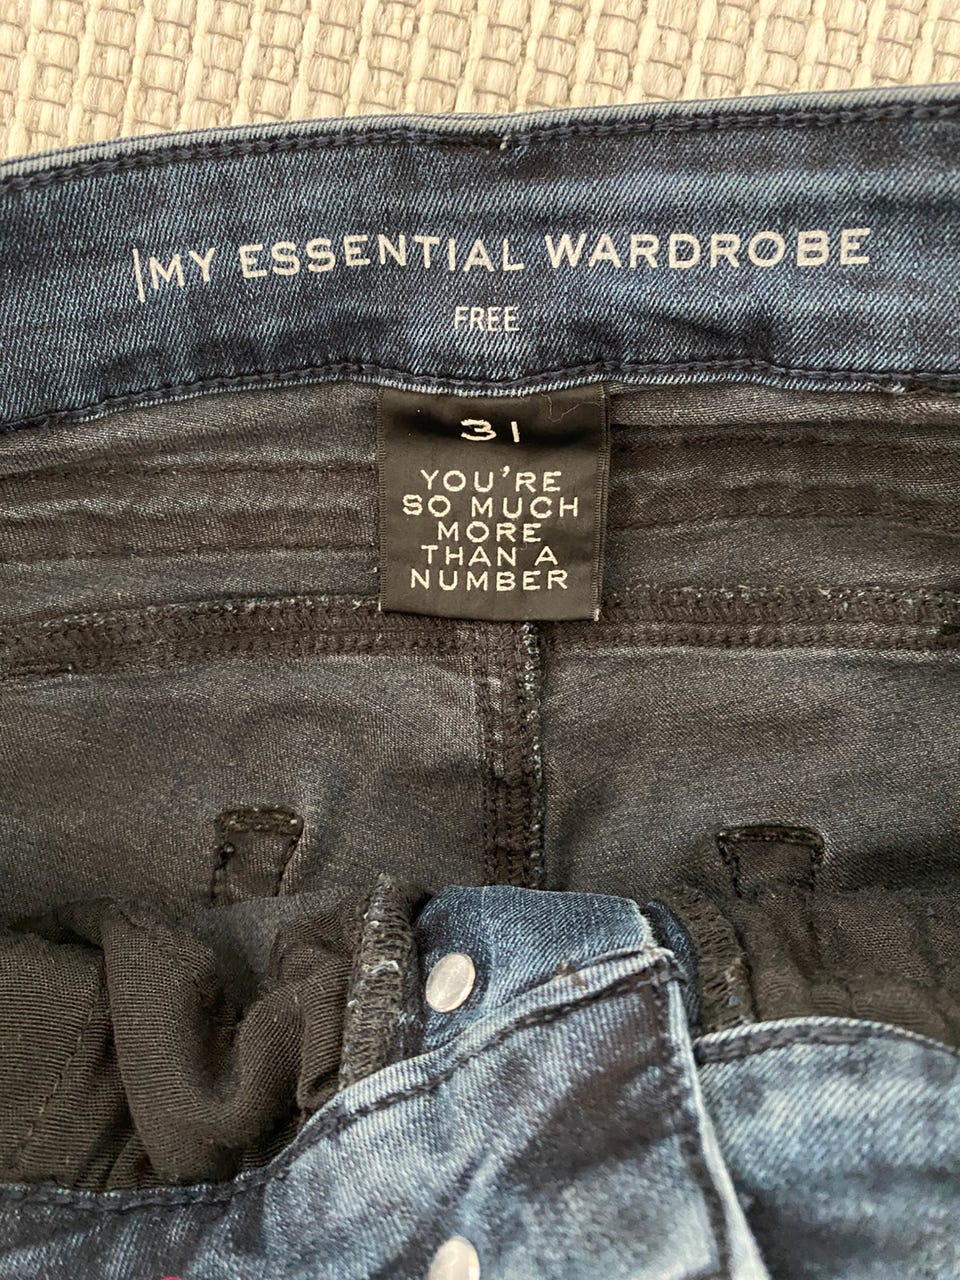 |MY ESSENTIAL WARDROBE
FREE
31
YOU'RE
SO MUCH
MORE
THAN A
NUMBER